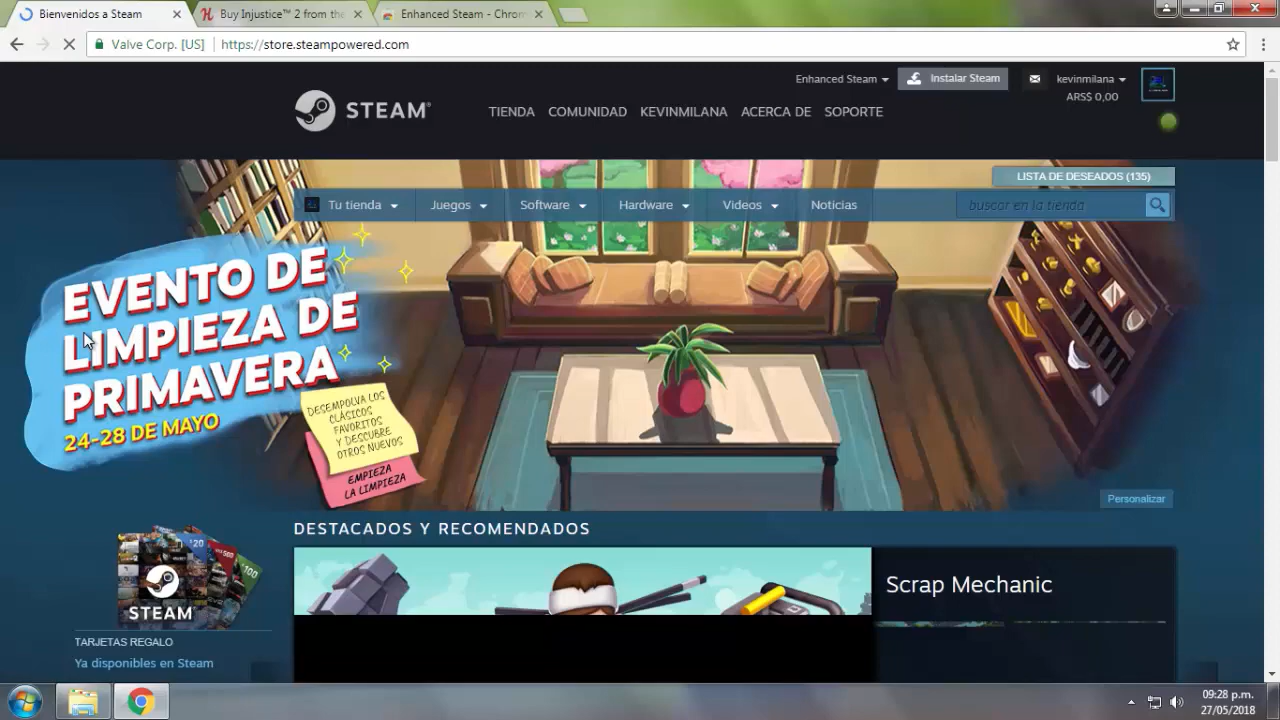 Bienvenidos a Steam
Buy Injustice™ 2 from the
Enhanced Steam - Chrom
Valve Corp. [US]
https://store.steampowered.com
Enhanced Steam
Instalar Steam
kevinmilana
ARS$ 0,00
STEAM®
TIENDA
COMUNIDAD
KEVINMILANA
ACERCA DE
SOPORTE
LISTA DE DESEADOS (135)
Tu tienda
Juegos
Software
Hardware
Videos
Noticias
buscar en la tienda
EVENTO DE
LIMPIEZA DE
PRIMAVERA
24-28 DE MAYO
DESEMPOLVA LOS
CLÁSICOS
FAVORITOS
Y DESCUBRE
OTROS NUEVOS
EMPIEZA
LA LIMPIEZA
Personalizar
DESTACADOS Y RECOMENDADOS
STEAM
TARJETAS REGALO
Ya disponibles en Steam
Scrap Mechanic
09:28 p.m.
27/05/2018